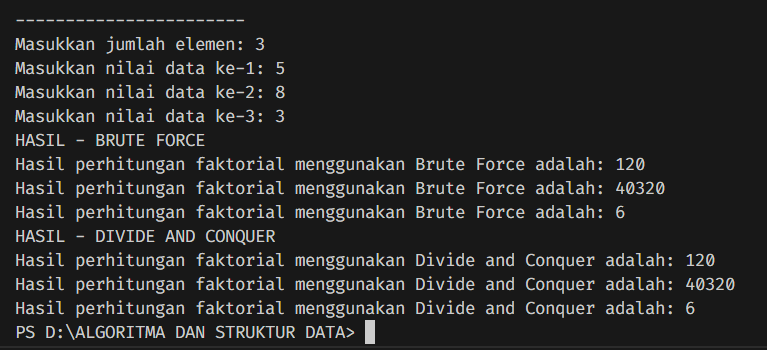 -----------------------
Masukkan jumlah elemen: 3
Masukkan nilai data ke-1: 5
Masukkan nilai data ke-2: 8
Masukkan nilai data ke-3: 3
HASIL - BRUTE FORCE
Hasil perhitungan faktorial menggunakan Brute Force adalah: 120
Hasil perhitungan faktorial menggunakan Brute Force adalah: 40320
Hasil perhitungan faktorial menggunakan Brute Force adalah: 6
HASIL - DIVIDE AND CONQUER
Hasil perhitungan faktorial menggunakan Divide and Conquer adalah: 120
Hasil perhitungan faktorial menggunakan Divide and Conquer adalah: 40320
Hasil perhitungan faktorial menggunakan Divide and Conquer adalah: 6
PS D:\ALGORITMA DAN STRUKTUR DATA>